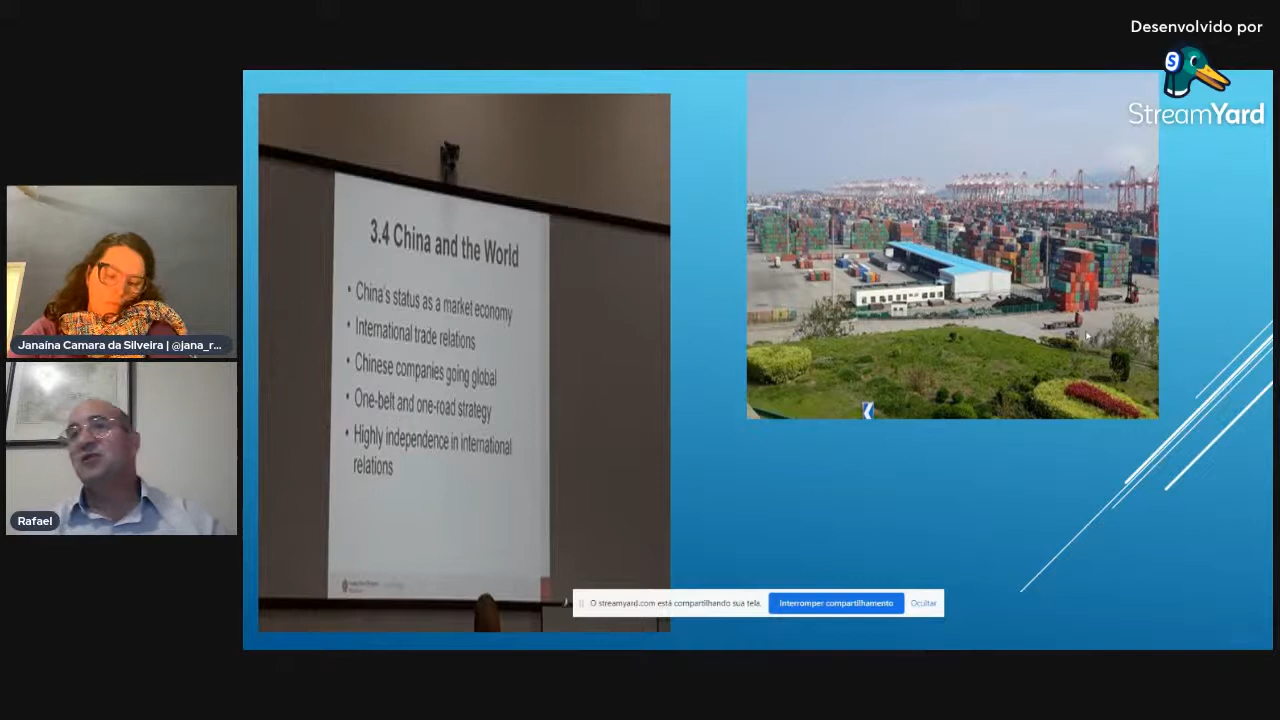 Desenvolvido por
StreamYard
3.4 China and the World
• China's status as a market economy
• International trade relations
• Chinese companies going global
• One-belt and one-road strategy
• Highly independence in international
relations
Janaína Camara da Silveira | @jana_r...
Rafael
O streamyard.com está compartilhando sua tela.
Interromper compartilhamento
Ocultar